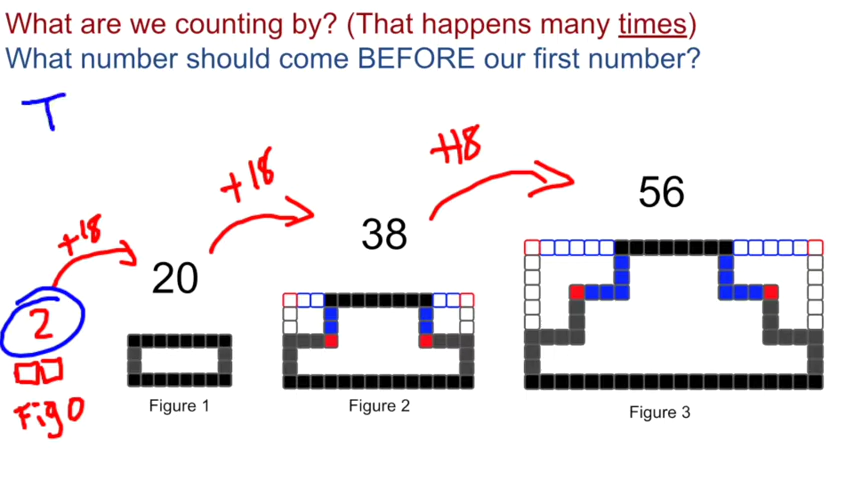 What are we counting by? (That happens many times)
What number should come BEFORE our first number?
T
+18
+18
+18
56
38
20
2
Fig 0
Figure 1
Figure 2
Figure 3